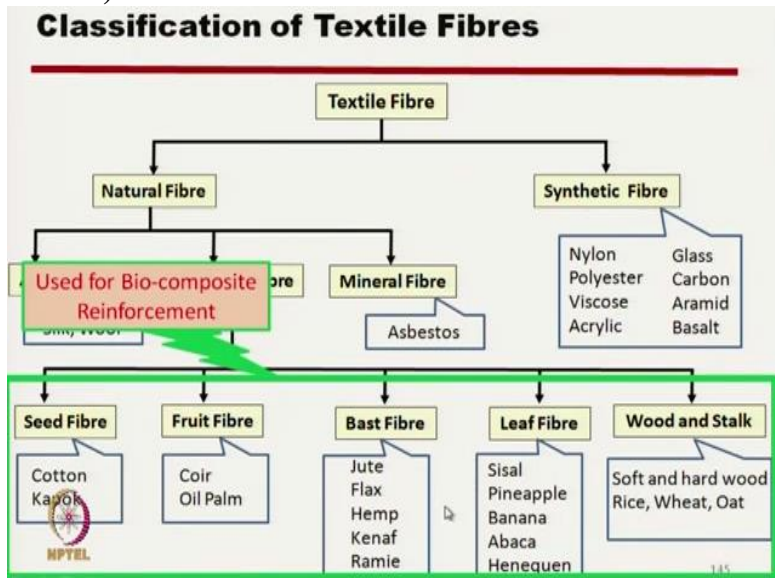 Classification of Textile Fibres
Textile Fibre
Natural Fibre
Synthetic Fibre
Nylon
Polyester
Viscose
Acrylic
Glass
Carbon
Aramid
Basalt
Used for Bio-composite
Reinforcement
Mineral Fibre
Asbestos
Seed Fibre
Fruit Fibre
Bast Fibre
Leaf Fibre
Wood and Stalk
Cotton
Kapok
Coir
Oil Palm
Jute
Flax
Hemp
Kenaf
Ramie
Sisal
Pineapple
Banana
Abaca
Henequen
Soft and hard wood
Rice, Wheat, Oat
NPTEL
145